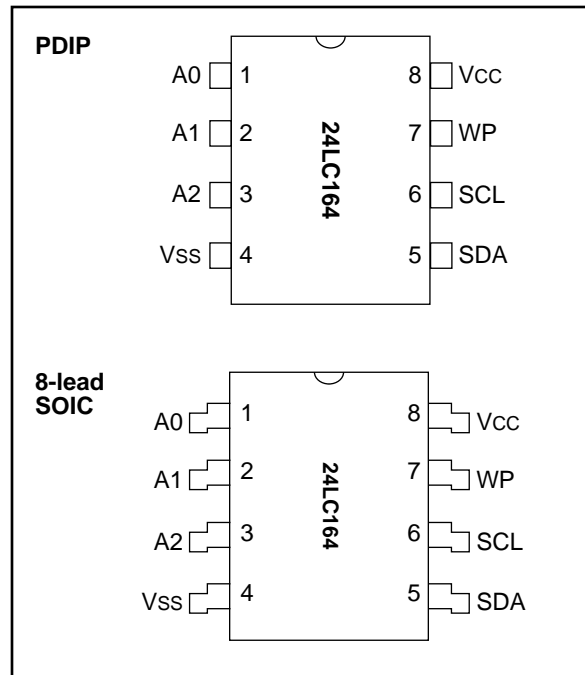 PDIP
A0 1 8 VCC
A1 2 7 WP
A2 3 6 SCL
VSS 4 5 SDA
24LC164
8-lead
SOIC
A0 1 8 VCC
A1 2 7 WP
A2 3 6 SCL
VSS 4 5 SDA
24LC164